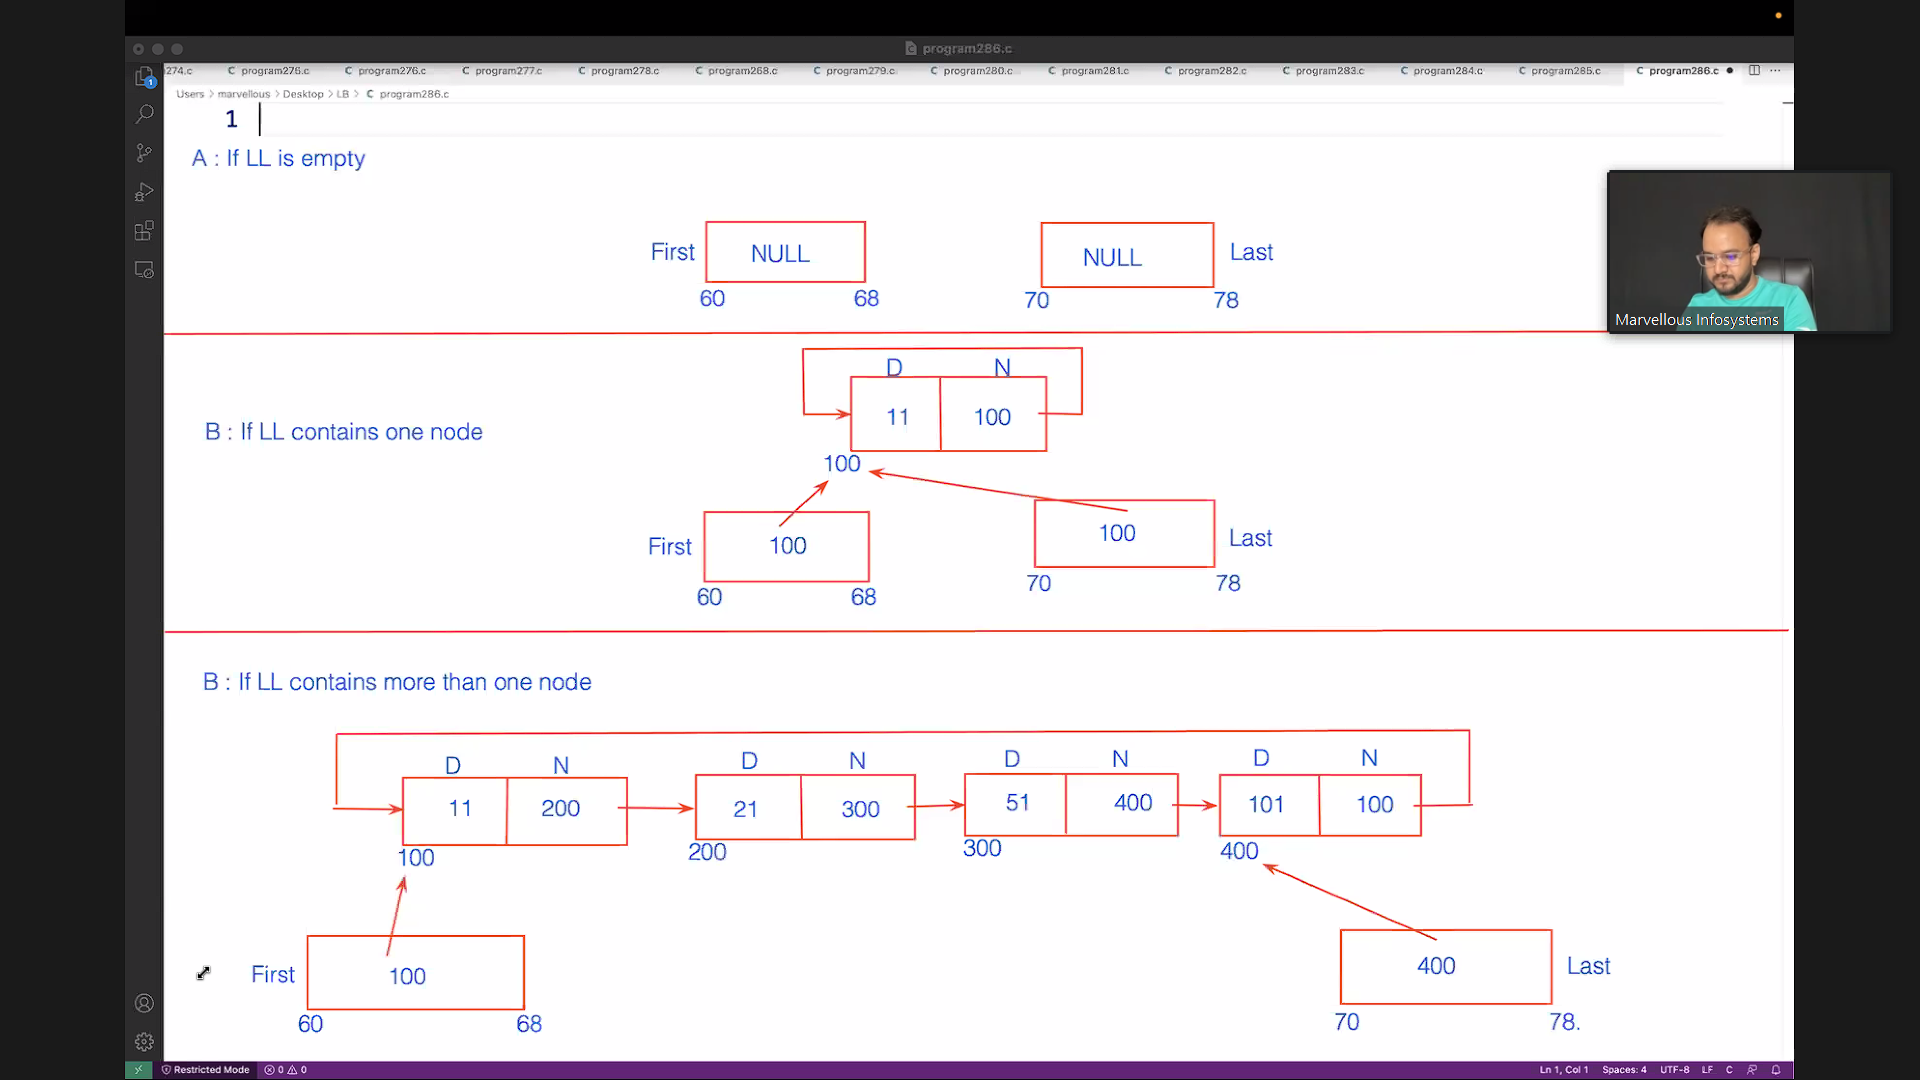 program286.c
274.c program275.c program276.c program277.c program278.c program268.c program279.c program280.c program281.c program282.c program283.c program284.c program285.c program286.c
Users > marvellous > Desktop > LB > C program286.c
1
A : If LL is empty
First NULL NULL Last
60 68 70 78
Marvellous Infosystems
D N
B : If LL contains one node
11 100
100
First 100 100 Last
60 68 70 78
B : If LL contains more than one node
D N D N D N D N
11 200 21 300 51 400 101 100
100 200 300 400
First 100 400 Last
60 68 70 78.
Restricted Mode 0 0 Ln 1, Col 1 Spaces: 4 UTF-8 LF C